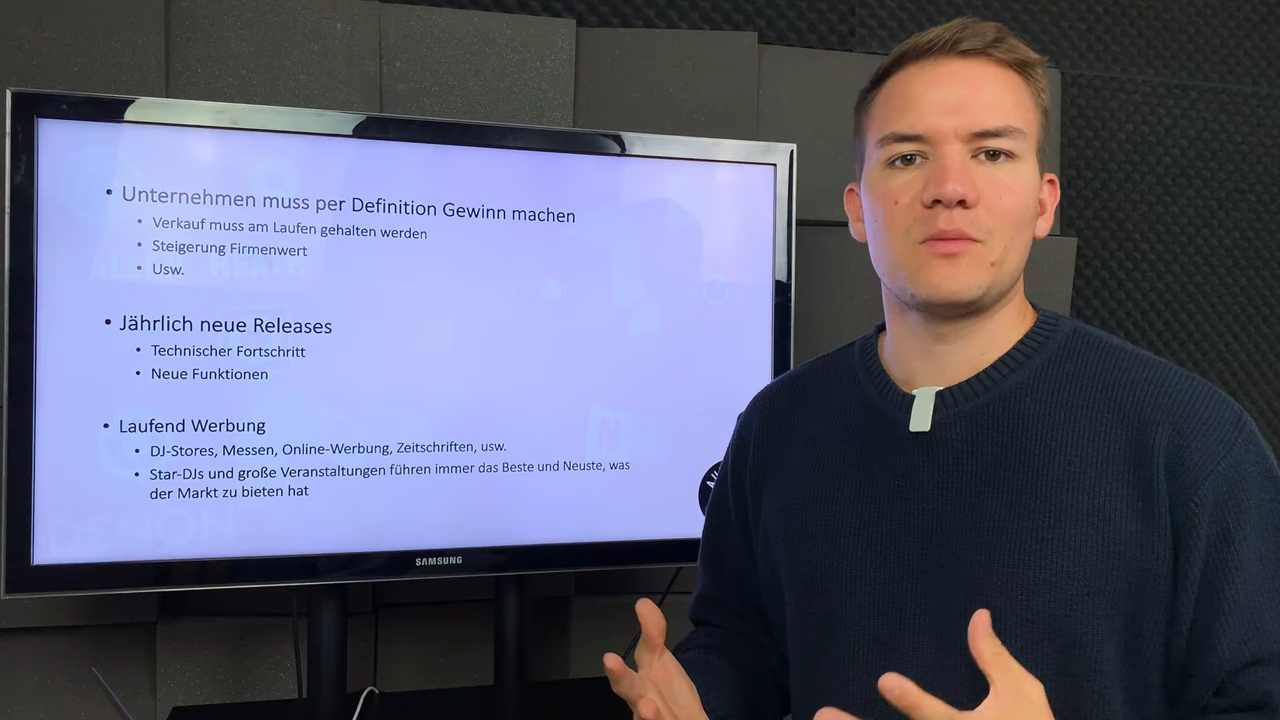 • Unternehmen muss per Definition Gewinn machen
• Verkauf muss am Laufen gehalten werden
• Steigerung Firmenwert
• Usw.
• Jährlich neue Releases
• Technischer Fortschritt
• Neue Funktionen
• Laufend Werbung
• DJ-Stores, Messen, Online-Werbung, Zeitschriften, usw.
• Star-DJs und große Veranstaltungen führen immer das Beste und Neuste, was
der Markt zu bieten hat
DENON
SAMSUNG